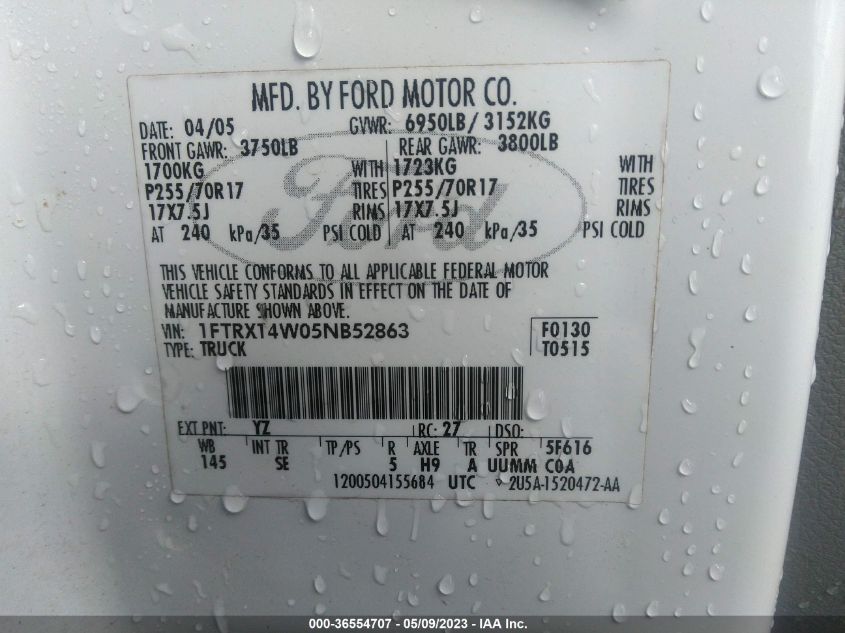 MFD. BY FORD MOTOR CO.
DATE: 04/05 GVWR: 6950LB / 3152KG
FRONT GAWR: 3750LB REAR GAWR: 3800LB
1700KG WITH 1723KG WITH
P255/70R17 TIRES P255/70R17 TIRES
17X7.5J RIMS 17X7.5J RIMS
AT 240 kPa/35 PSI COLD AT 240 kPa/35 PSI COLD
Ford
THIS VEHICLE CONFORMS TO ALL APPLICABLE FEDERAL MOTOR
VEHICLE SAFETY STANDARDS IN EFFECT ON THE DATE OF
MANUFACTURE SHOWN ABOVE.
VIN: 1FTRX14W05NB52863 F0130
TYPE: TRUCK T0515
EXT PNT: YZ RC: 27 DSO:
WB INT TR TP/PS R AXLE TR SPR 5F616
145 SE 5 H9 A UUMM COA
1200504155684 UTC 2U5A-1520472-AA
000-36554707 - 05/09/2023 - IAA Inc.